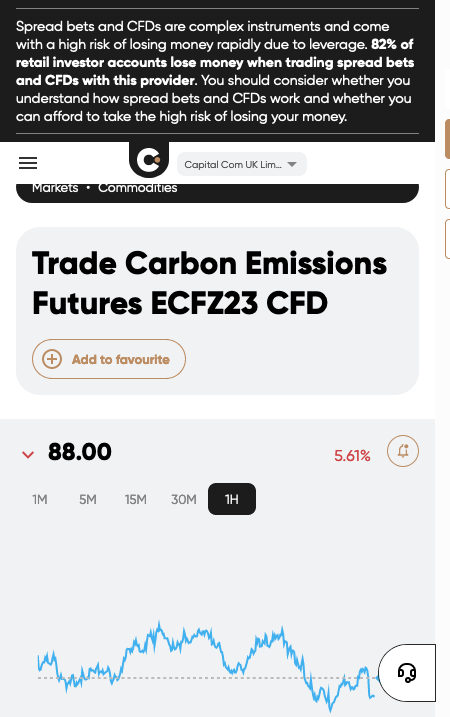 Spread bets and CFDs are complex instruments and come
with a high risk of losing money rapidly due to leverage. 82% of
retail investor accounts lose money when trading spread bets
and CFDs with this provider. You should consider whether you
understand how spread bets and CFDs work and whether you
can afford to take the high risk of losing your money.
Capital Com UK Lim...
Markets • Commodities
Trade Carbon Emissions
Futures ECFZ23 CFD
Add to favourite
88.00 5.61%
1M 5M 15M 30M 1H